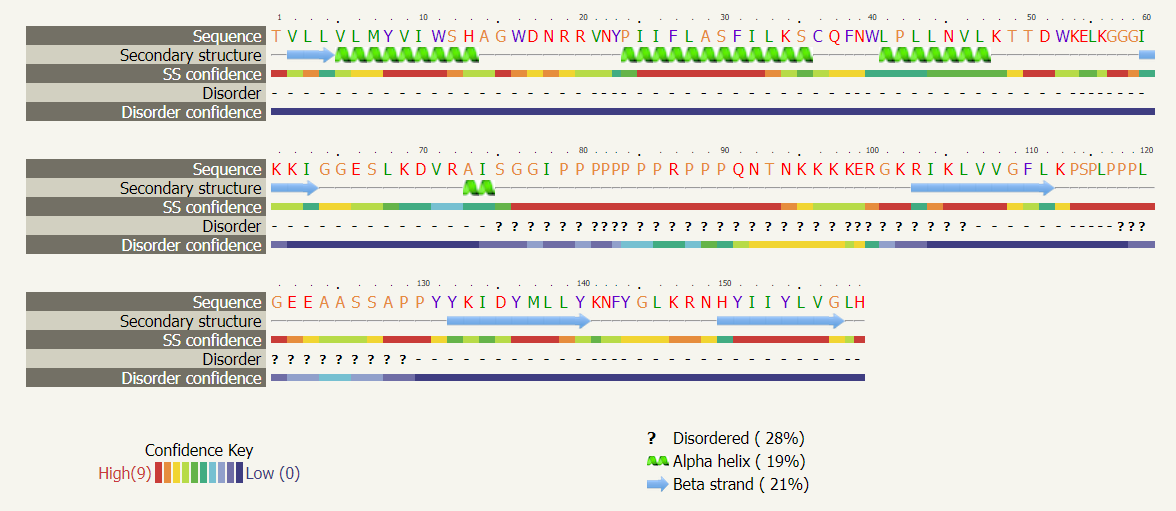 1 10 20 30 40 50 60
Sequence T V L L V L M Y V I W S H A G W D N R R V N Y P I I F L A S F I L K S C Q F N W L P L L N V L K T T D W K E L K G G G I
Secondary structure
SS confidence
Disorder - - - - - - - - - - - - - - - - - - - - - - - - - - - - - - - - - - - - - - - - - - - - - - - - - - - - - - - - - - - -
Disorder confidence
70 80 90 100 110 120
Sequence K K I G G E S L K D V R A I S G G I P P P P P P P P R P P P Q N T N K K K K E R G K R I K L V V G F L K P S P L P P P L
Secondary structure
SS confidence
Disorder - - - - - - - - - - - - - - ? ? ? ? ? ? ? ? ? ? ? ? ? ? ? ? ? ? ? ? ? ? ? ? ? ? ? ? ? ? ? - - - - - - - - - - - - ? ? ?
Disorder confidence
130 140 150
Sequence G E E A A S S A P P Y Y K I D Y M L L Y K N F Y G L K R N H Y I I Y L V G L H
Secondary structure
SS confidence
Disorder ? ? ? ? ? ? ? ? ? - - - - - - - - - - - - - - - - - - - - - - - - - - - - - -
Disorder confidence
Confidence Key
High(9) Low (0)
? Disordered ( 28%)
Alpha helix ( 19%)
Beta strand ( 21%)